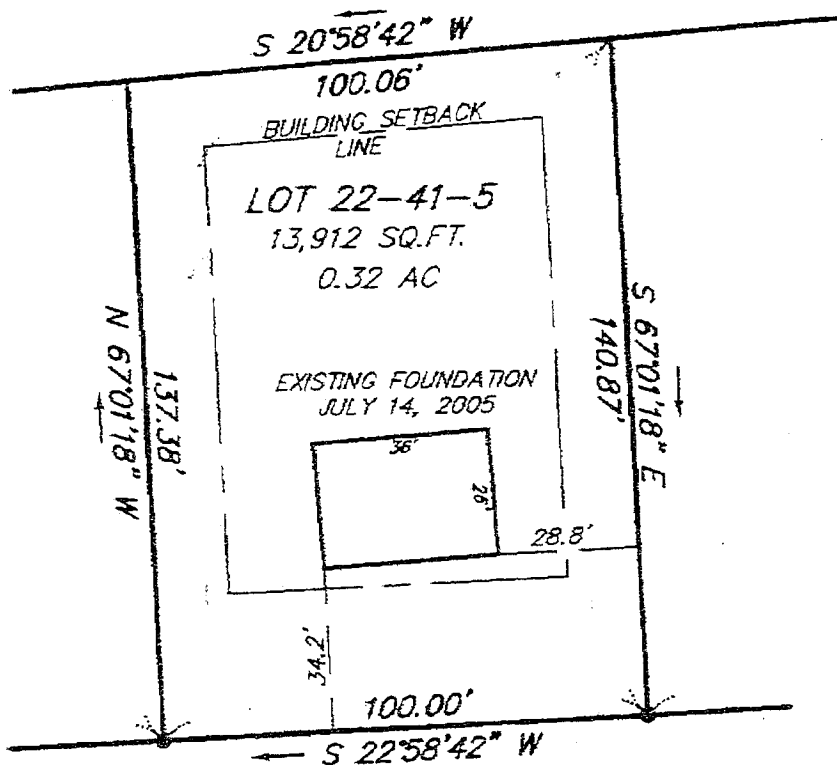 S 20°58'42" W
100.06'
BUILDING SETBACK
LINE
LOT 22-41-5
13,912 SQ.FT.
0.32 AC
N 67°01'18" W
137.38'
S 67°01'18" E
140.87'
EXISTING FOUNDATION
JULY 14, 2005
36'
26'
28.8'
34.2'
100.00'
S 22°58'42" W